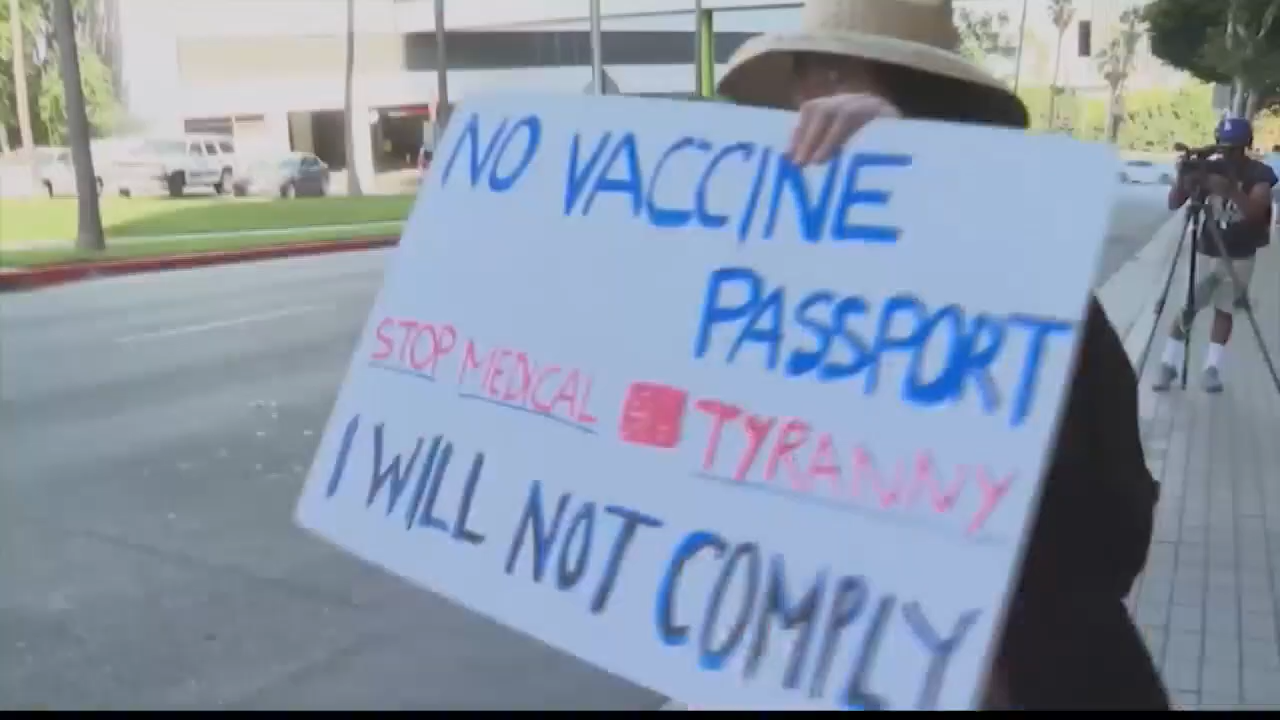 NO VACCINE
PASSPORT
STOP MEDICAL TYRANNY
I WILL NOT COMPLY